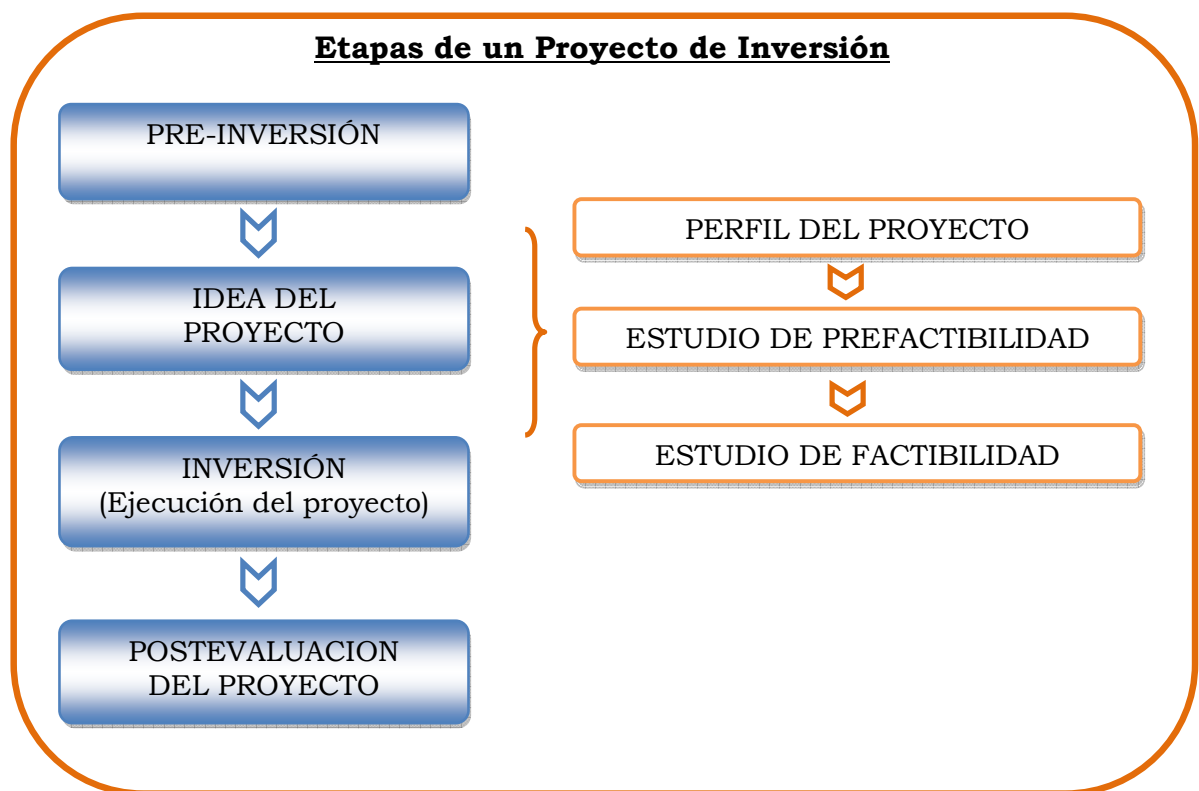 Etapas de un Proyecto de Inversión
PRE-INVERSIÓN
IDEA DEL
PROYECTO
INVERSIÓN
(Ejecución del proyecto)
POSTEVALUACION
DEL PROYECTO
PERFIL DEL PROYECTO
ESTUDIO DE PREFACTIBILIDAD
ESTUDIO DE FACTIBILIDAD